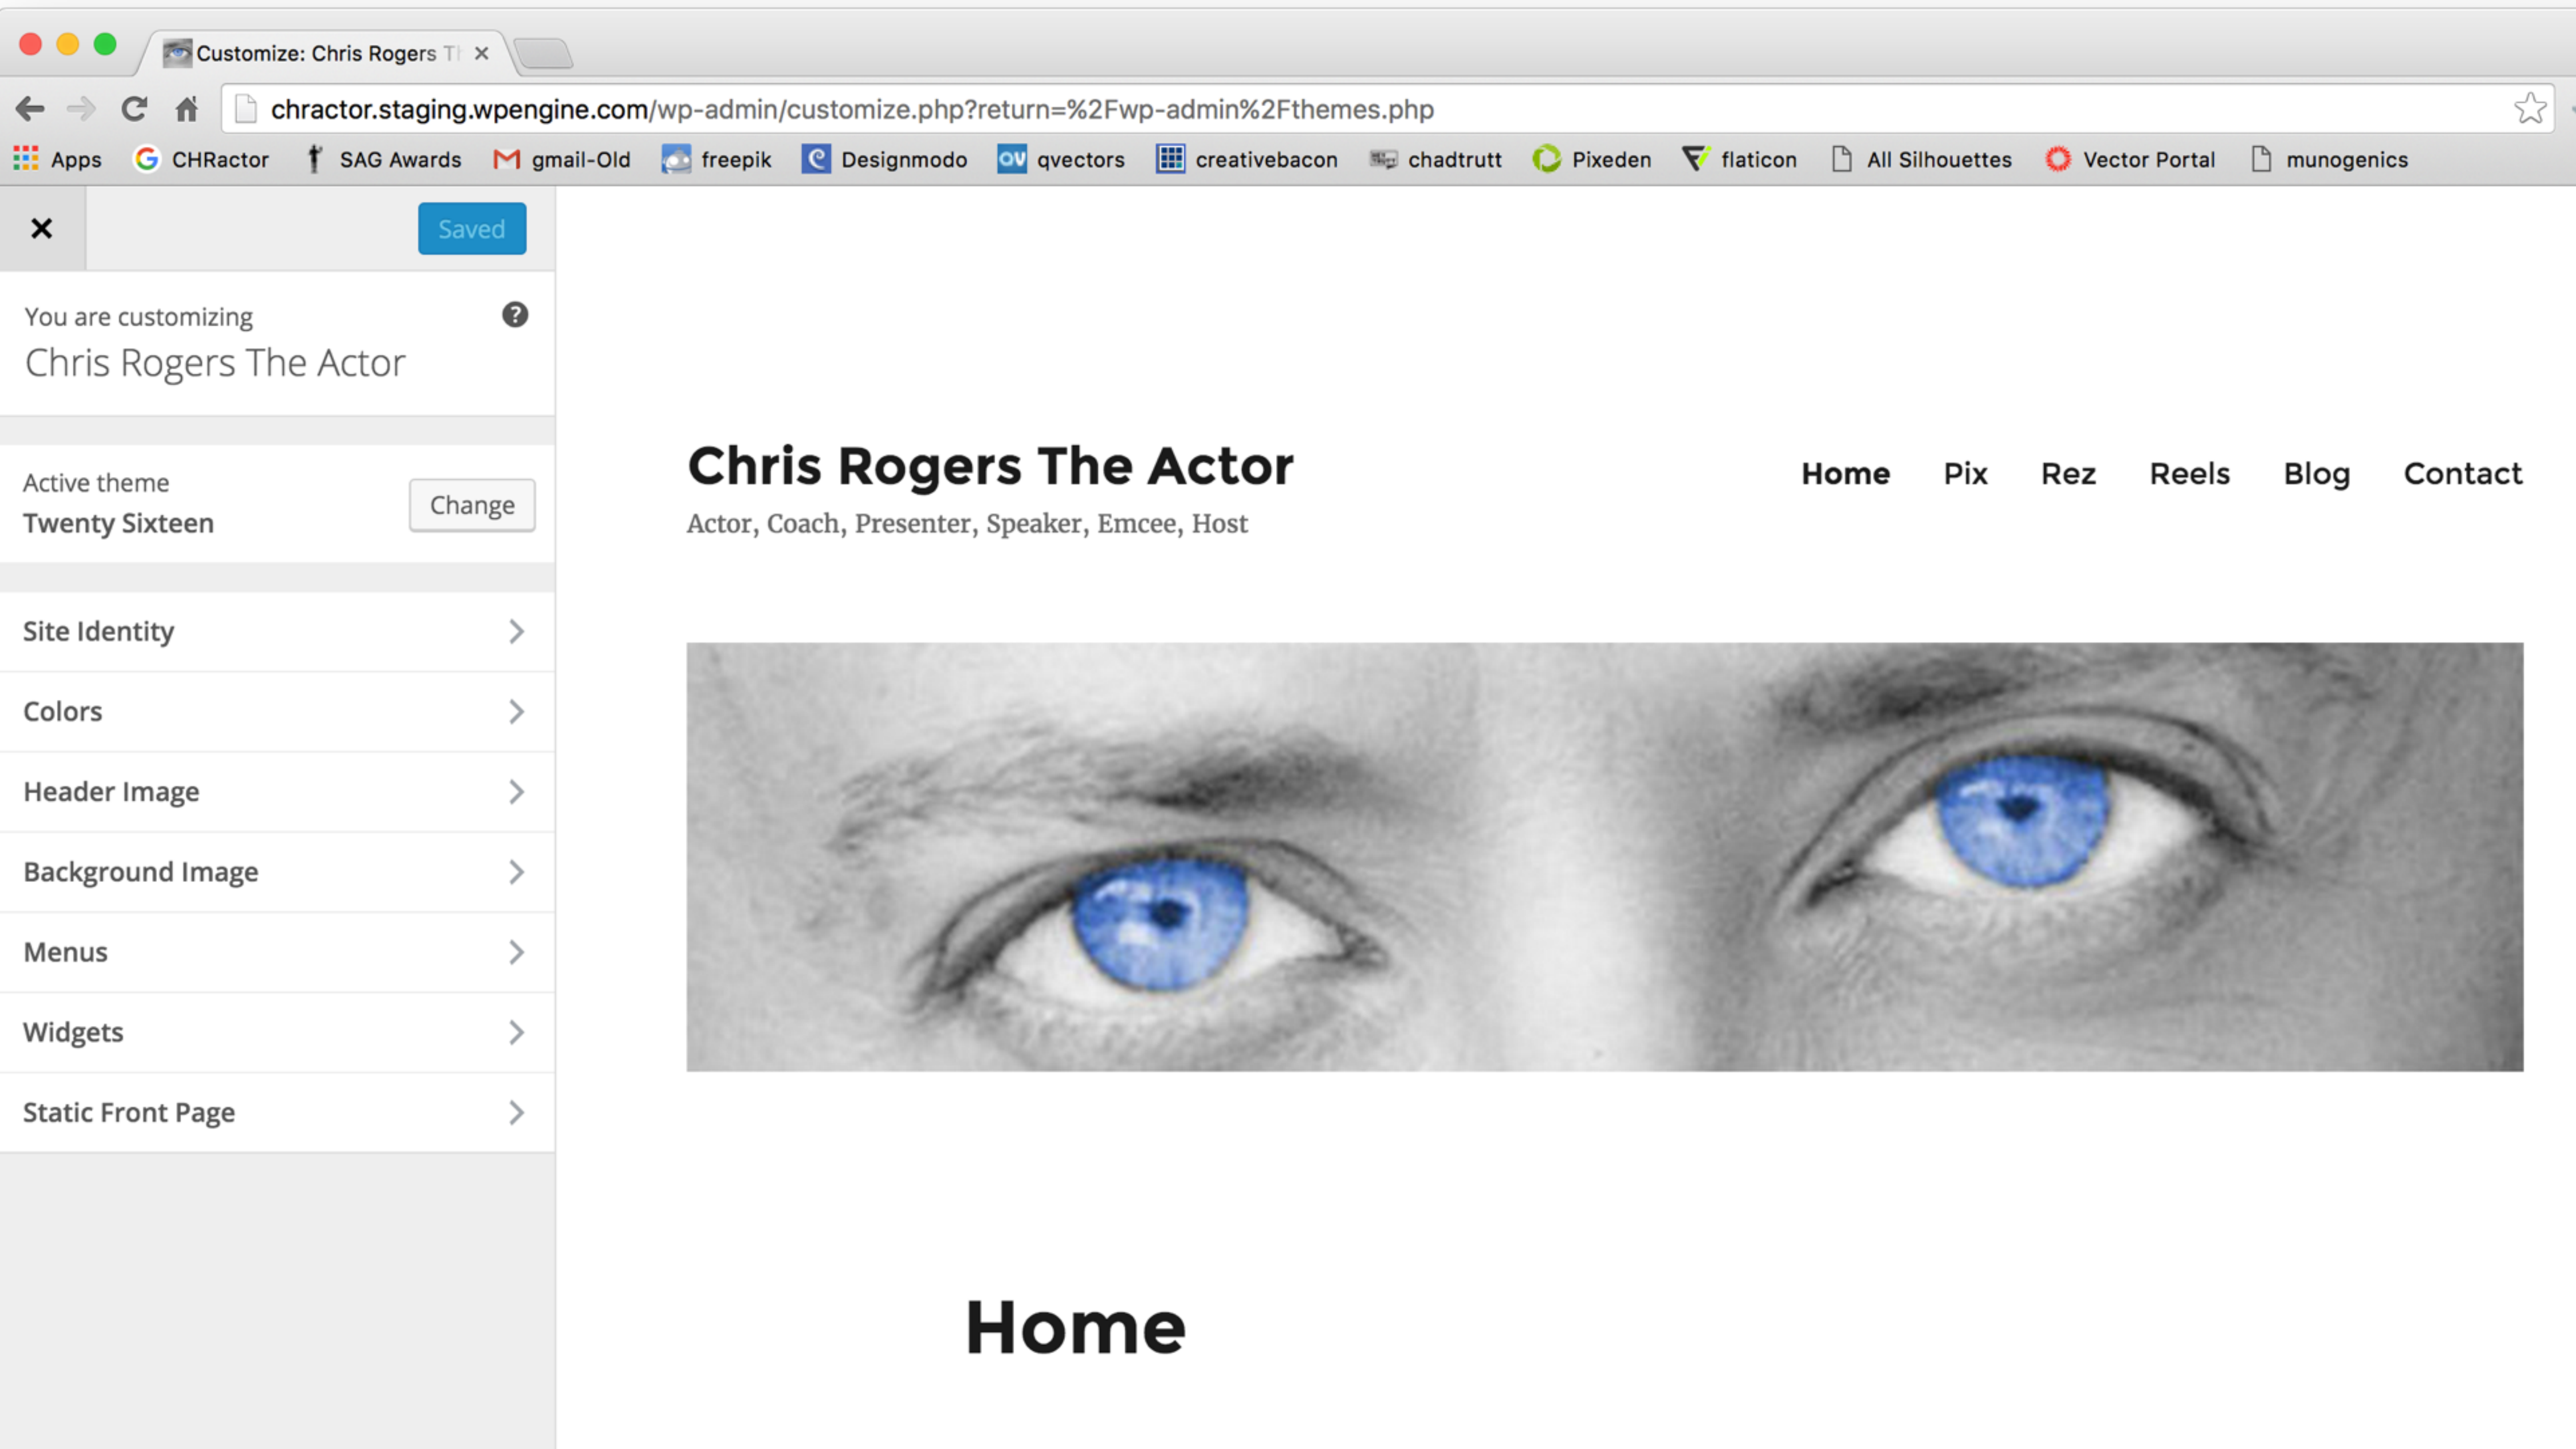 Customize: Chris Rogers Th
chractor.staging.wpengine.com/wp-admin/customize.php?return=%2Fwp-admin%2Fthemes.php
Apps CHRactor SAG Awards gmail-Old freepik Designmodo qvectors creativebacon chadtrutt Pixeden flaticon All Silhouettes Vector Portal munogenics
Saved
You are customizing
Chris Rogers The Actor
Active theme
Twenty Sixteen
Change
Site Identity
Colors
Header Image
Background Image
Menus
Widgets
Static Front Page
Chris Rogers The Actor
Actor, Coach, Presenter, Speaker, Emcee, Host
Home Pix Rez Reels Blog Contact
Home